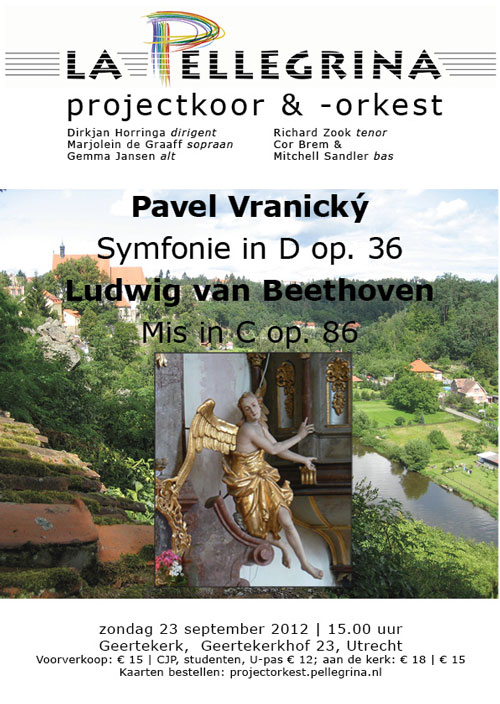 LA PELLEGRINA
projectkoor & -orkest
Dirkjan Horringa dirigent
Marjolein de Graaff sopraan
Gemma Jansen alt
Richard Zook tenor
Cor Brem &
Mitchell Sandler bas
Pavel Vranický
Symfonie in D op. 36
Ludwig van Beethoven
Mis in C op. 86
zondag 23 september 2012 | 15.00 uur
Geertekerk, Geertekerkhof 23, Utrecht
Voorverkoop: € 15 | CJP, studenten, U-pas € 12; aan de kerk: € 18 | € 15
Kaarten bestellen: projectorkest.pellegrina.nl